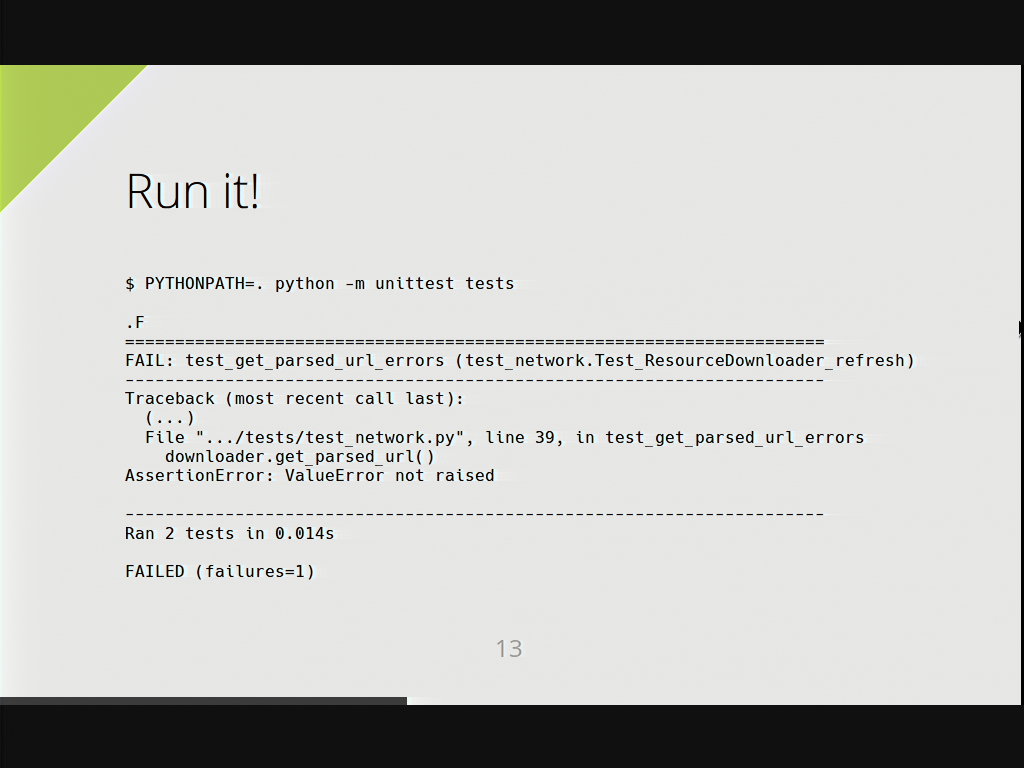 Run it!
$ PYTHONPATH=. python -m unittest tests
.F
======================================================================
FAIL: test_get_parsed_url_errors (test_network.Test_ResourceDownloader_refresh)
----------------------------------------------------------------------
Traceback (most recent call last):
  (...)
  File ".../tests/test_network.py", line 39, in test_get_parsed_url_errors
    downloader.get_parsed_url()
AssertionError: ValueError not raised
----------------------------------------------------------------------
Ran 2 tests in 0.014s
FAILED (failures=1)
13